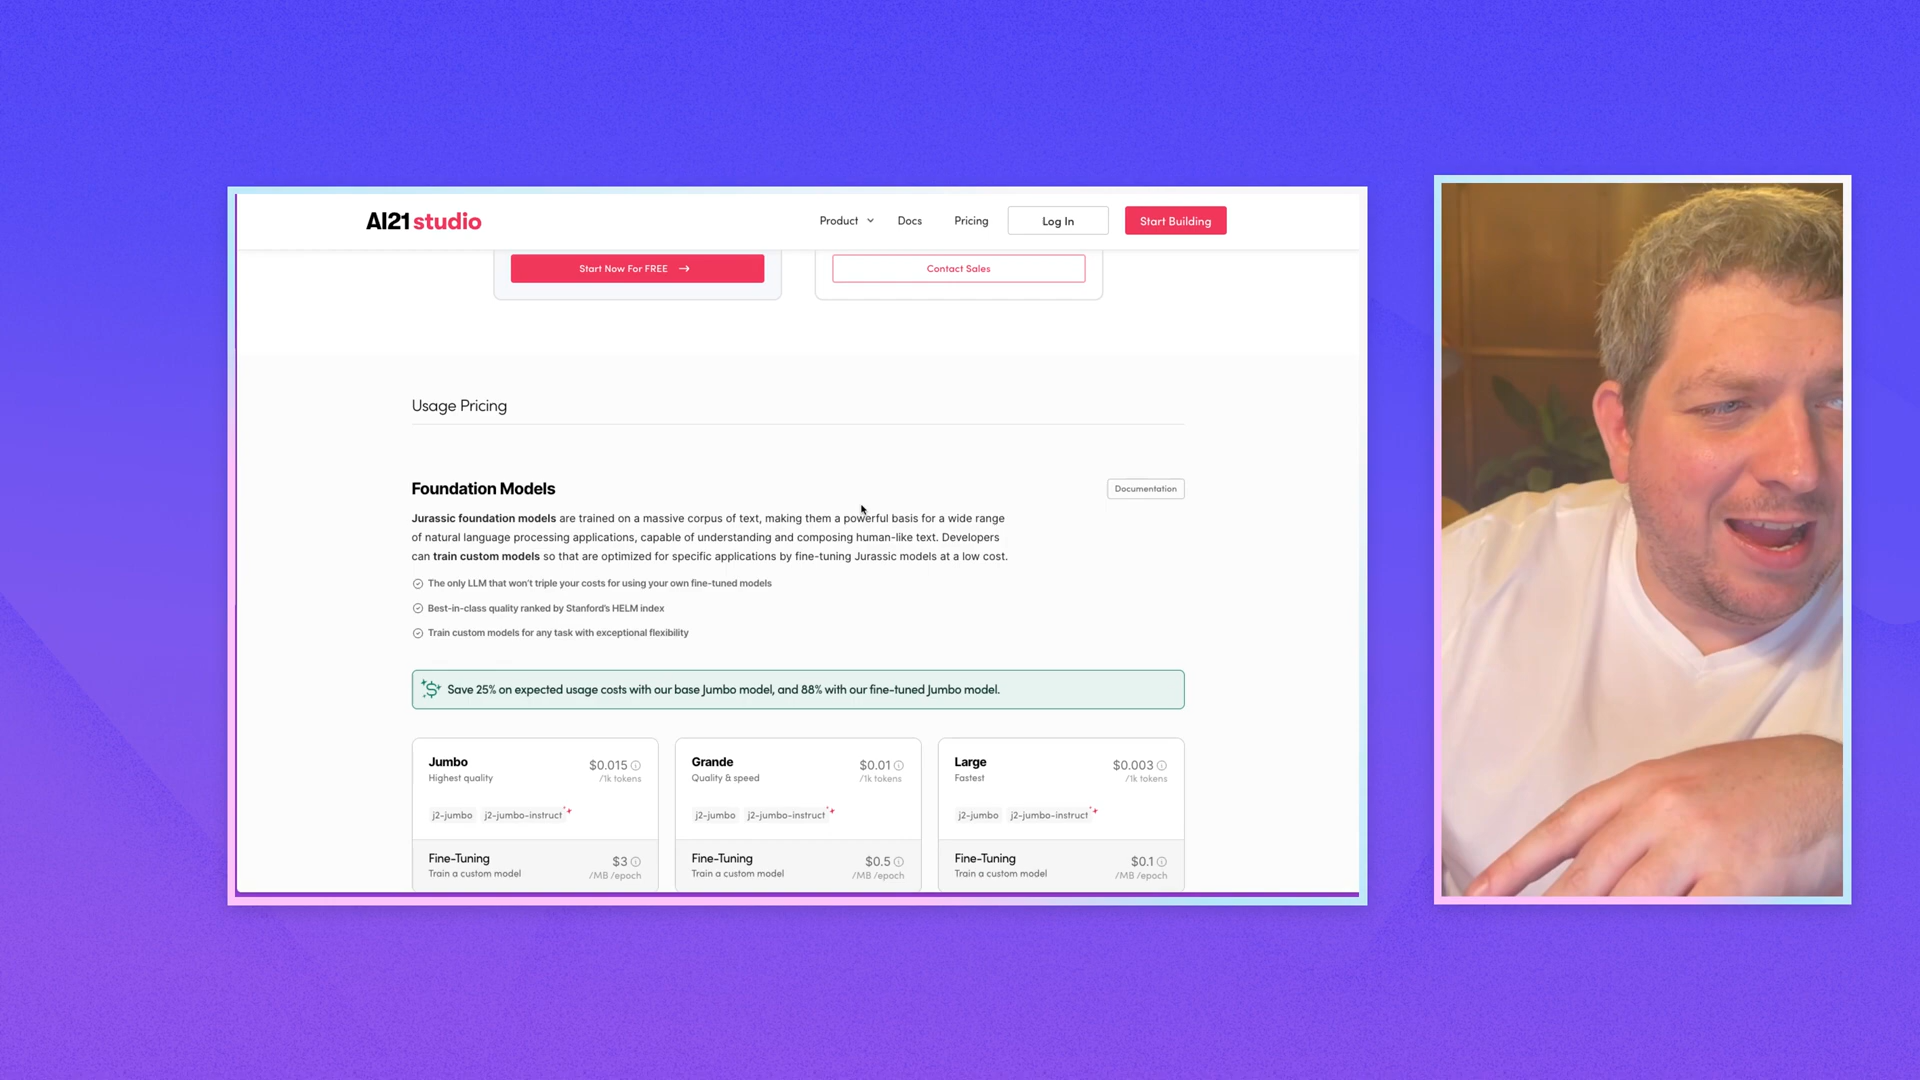 AI21 studio
Product
Docs
Pricing
Log In
Start Building
Start Now For FREE
Contact Sales
Usage Pricing
Foundation Models
Documentation
Jurassic foundation models are trained on a massive corpus of text, making them a powerful basis for a wide range
of natural language processing applications, capable of understanding and composing human-like text. Developers
can train custom models so that are optimized for specific applications by fine-tuning Jurassic models at a low cost.
The only LLM that won't triple your costs for using your own fine-tuned models
Best-in-class quality ranked by Stanford's HELM index
Train custom models for any task with exceptional flexibility
Save 25% on expected usage costs with our base Jumbo model, and 88% with our fine-tuned Jumbo model.
Jumbo
$0.015
Highest quality
/1k tokens
j2-jumbo
j2-jumbo-instruct
Fine-Tuning
$3
Train a custom model
/MB /epoch
Grande
$0.01
Quality & speed
/1k tokens
j2-jumbo
j2-jumbo-instruct
Fine-Tuning
$0.5
Train a custom model
/MB /epoch
Large
$0.003
Fastest
/1k tokens
j2-jumbo
j2-jumbo-instruct
Fine-Tuning
$0.1
Train a custom model
/MB /epoch